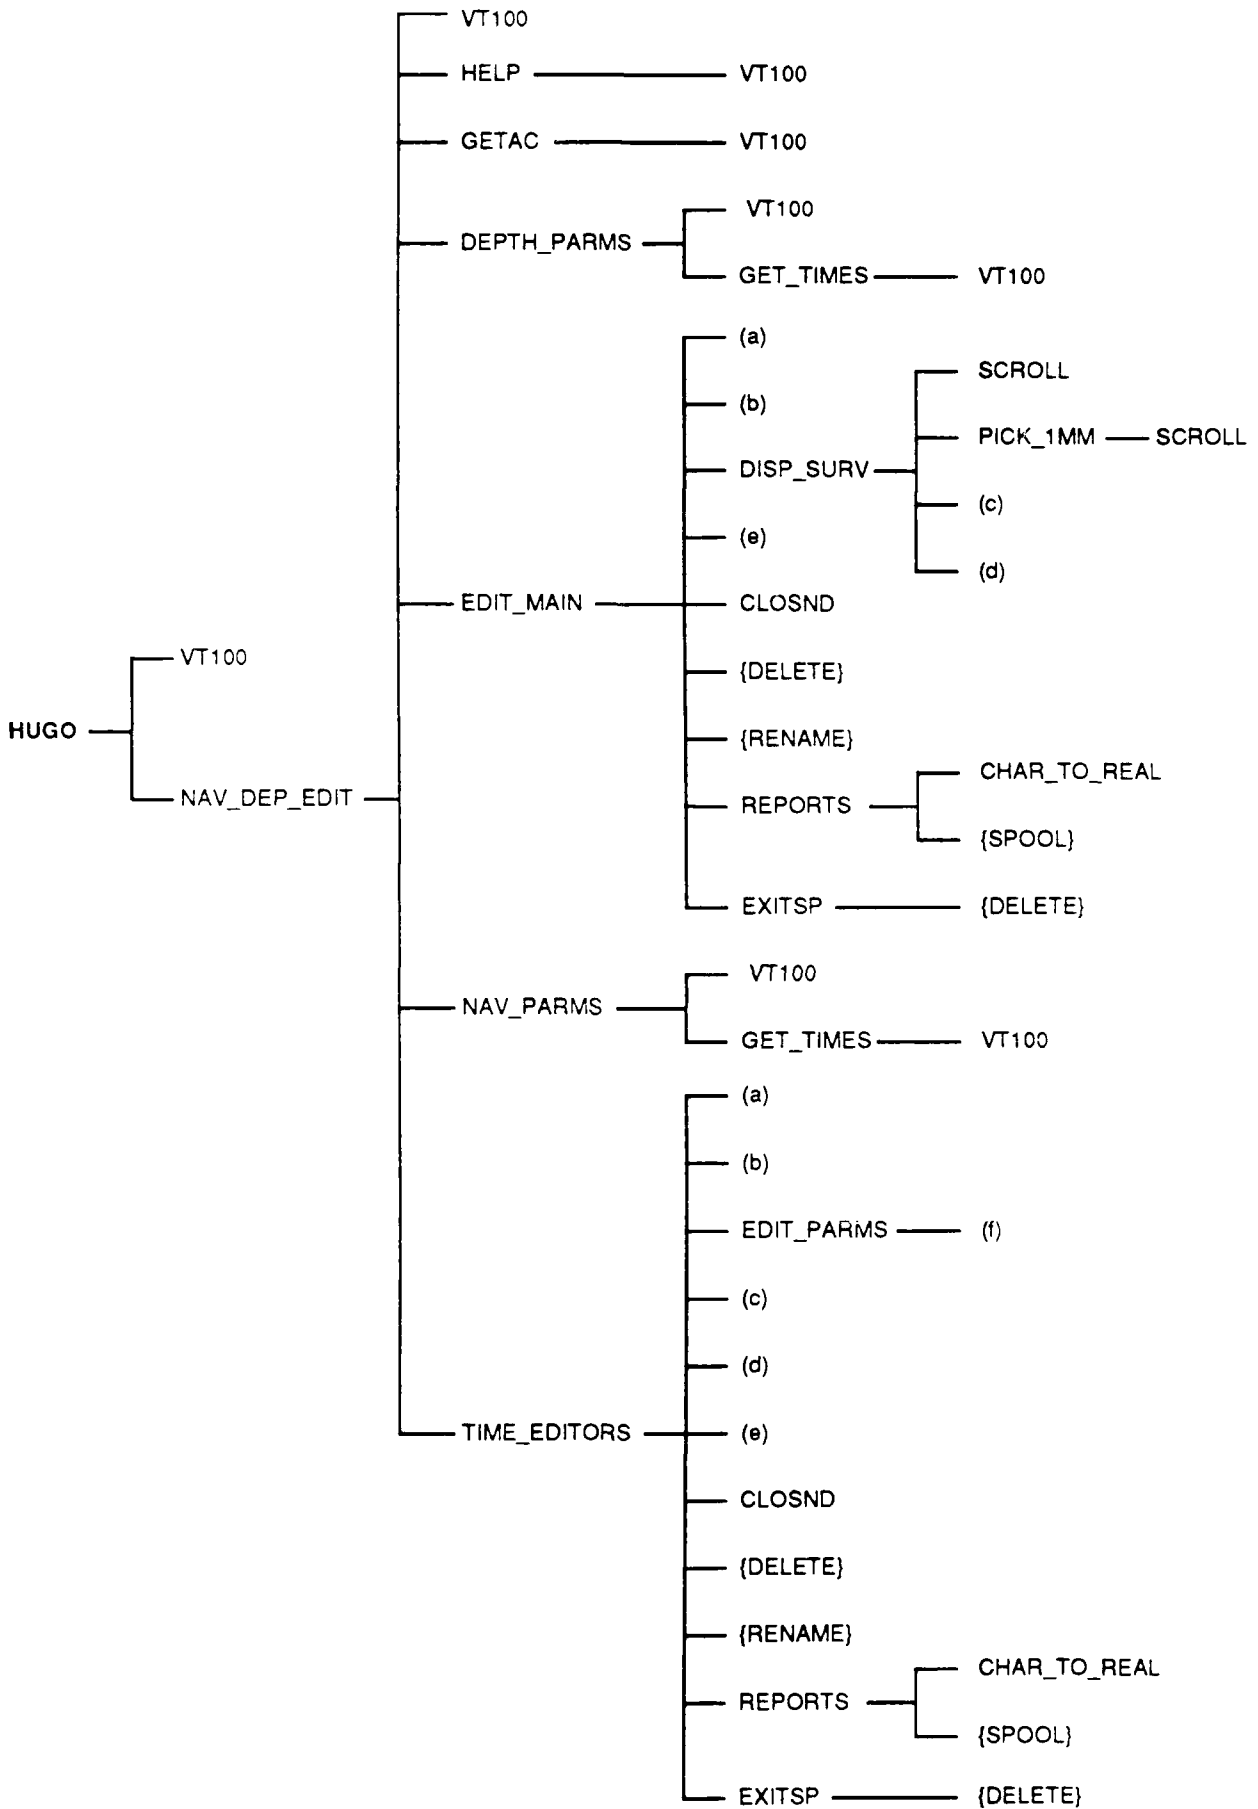 VT100
HELP VT100
GETAC VT100
VT100
DEPTH_PARMS
GET_TIMES VT100
(a)
SCROLL
(b)
PICK_1MM SCROLL
DISP_SURV
(c)
(e)
(d)
EDIT_MAIN CLOSND
VT100
{DELETE}
HUGO
{RENAME}
CHAR_TO_REAL
NAV_DEP_EDIT
REPORTS
{SPOOL}
EXITSP {DELETE}
VT100
NAV_PARMS
GET_TIMES VT100
(a)
(b)
EDIT_PARMS (f)
(c)
(d)
TIME_EDITORS (e)
CLOSND
{DELETE}
{RENAME}
CHAR_TO_REAL
REPORTS
{SPOOL}
EXITSP {DELETE}